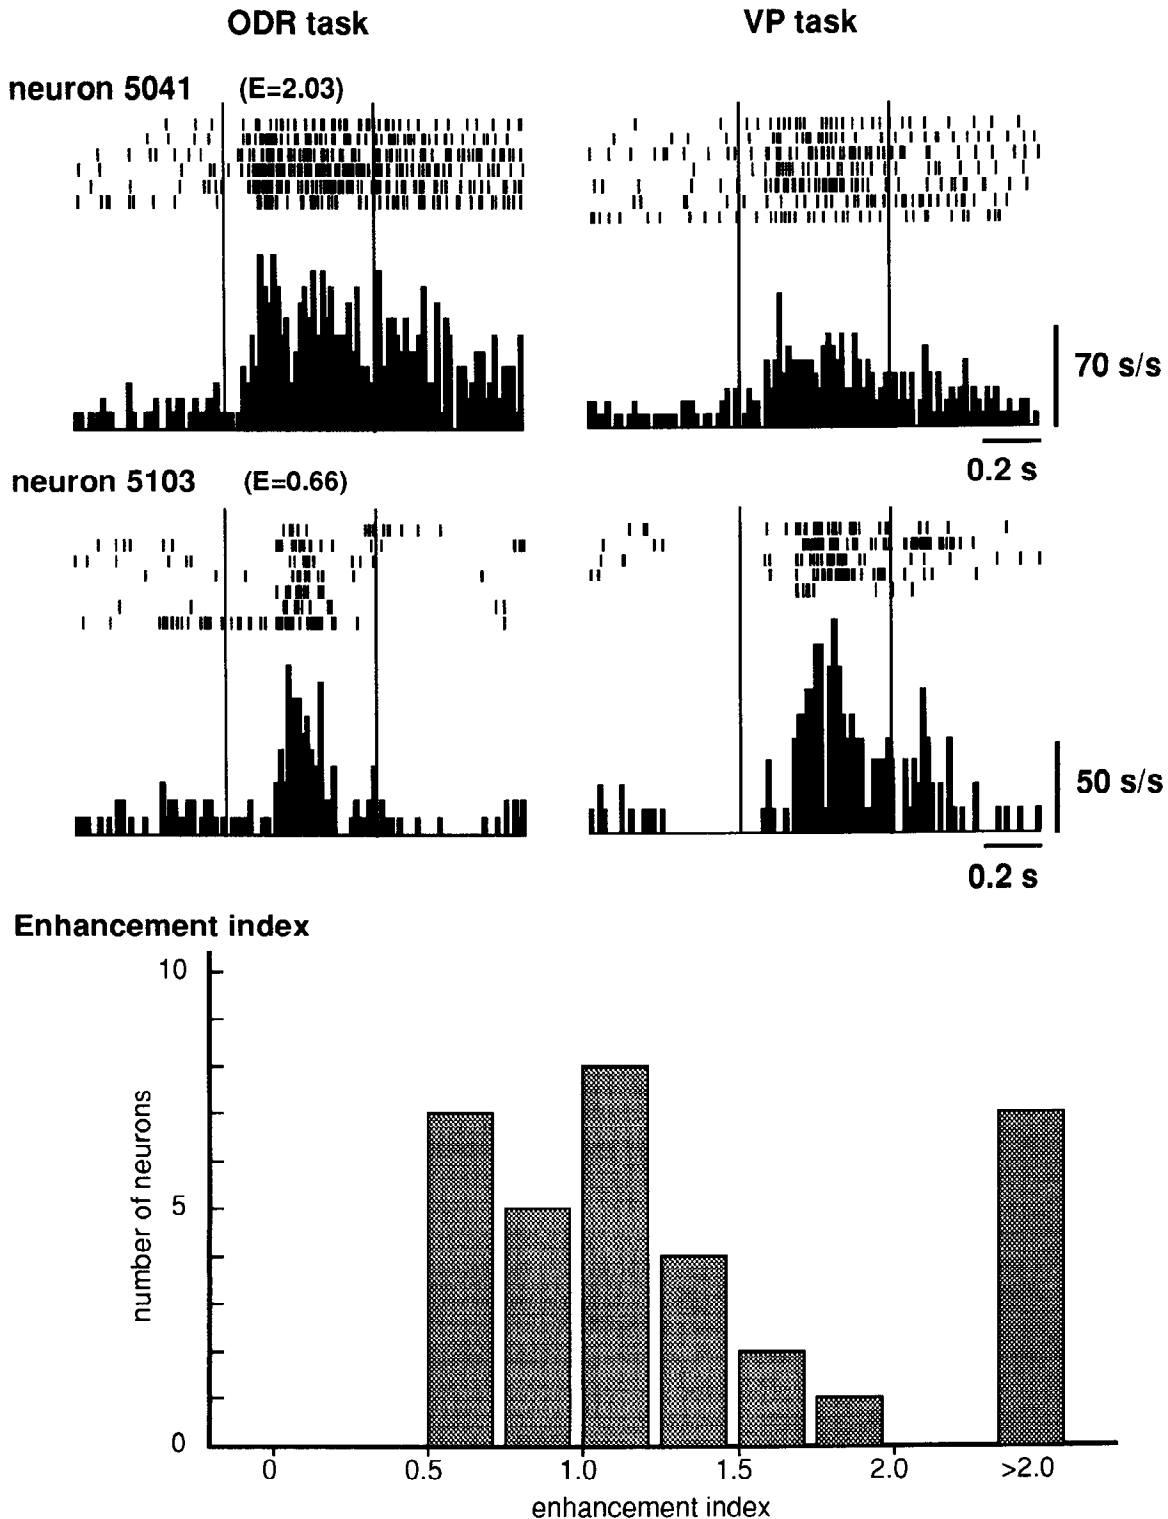 ODR task
VP task
neuron 5041 (E=2.03)
70 s/s
0.2 s
neuron 5103 (E=0.66)
50 s/s
0.2 s
Enhancement index
10
5
0
number of neurons
0 0.5 1.0 1.5 2.0 >2.0
enhancement index